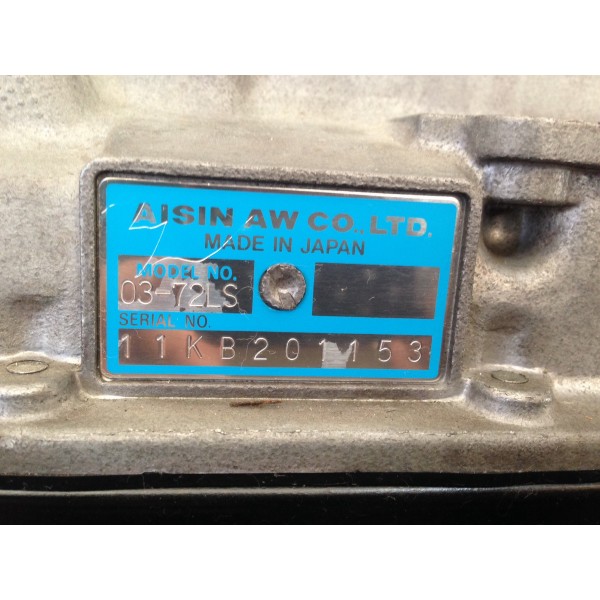 AISIN AW CO., LTD.
MADE IN JAPAN
MODEL NO.
03-72LS
SERIAL NO.
11KB201153